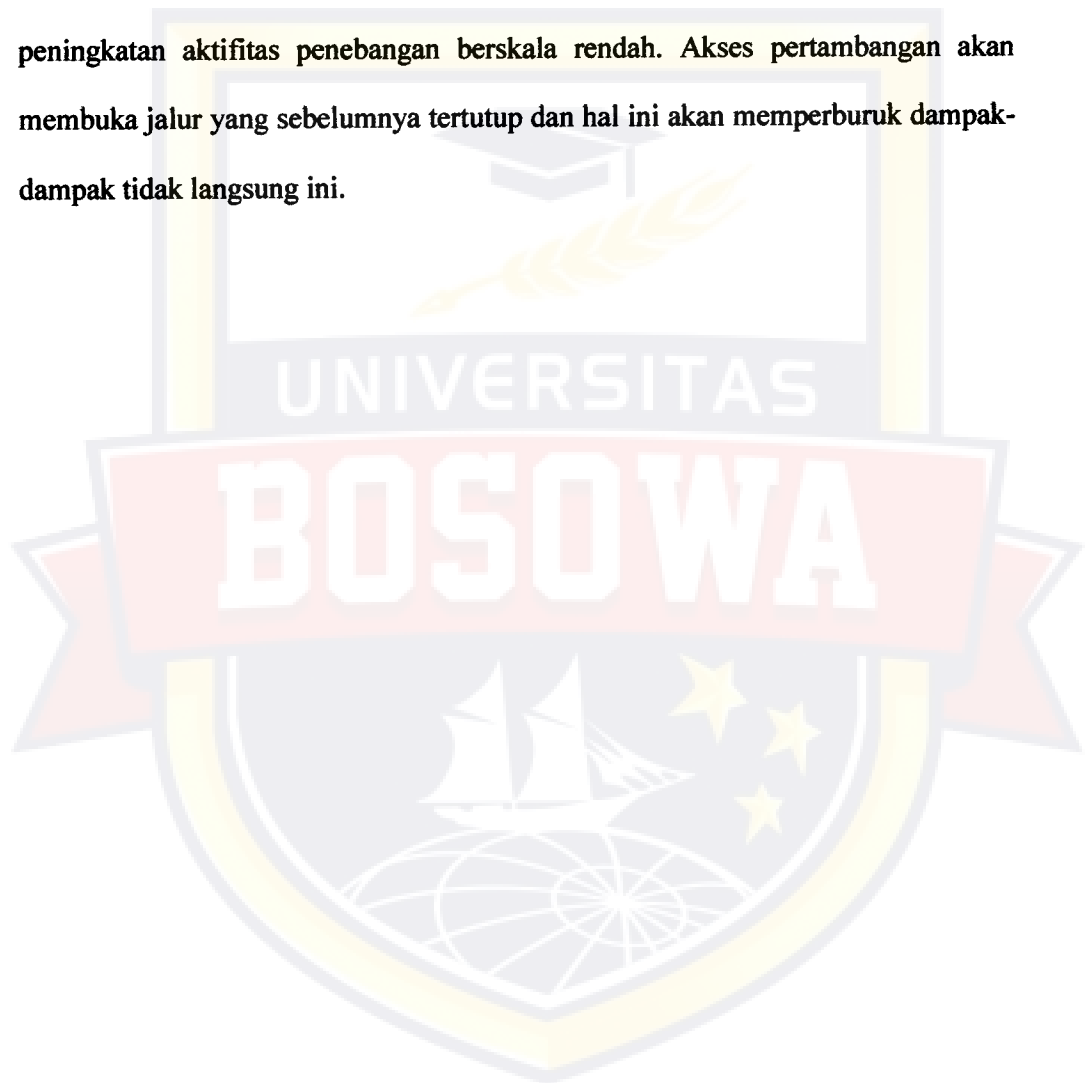 peningkatan aktifitas penebangan berskala rendah. Akses pertambangan akan
membuka jalur yang sebelumnya tertutup dan hal ini akan memperburuk dampak-
dampak tidak langsung ini.
UNIVERSITAS
BOSOWA